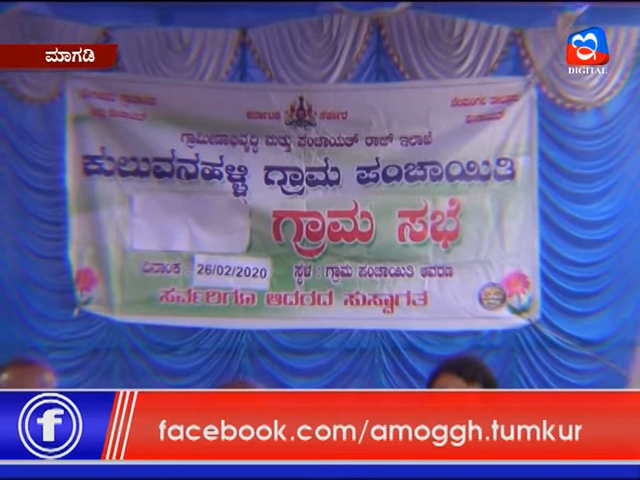 ಮಾಗಡಿ
DIGITAL
ಕರ್ನಾಟಕ ಸರ್ಕಾರ
ಗ್ರಾಮೀಣಾಭಿವೃದ್ಧಿ ಮತ್ತು ಪಂಚಾಯತ್ ರಾಜ್ ಇಲಾಖೆ
ಕುಲುವನಹಳ್ಳಿ ಗ್ರಾಮ ಪಂಚಾಯಿತಿ
ಗ್ರಾಮ ಸಭೆ
ದಿನಾಂಕ : 26/02/2020 ಸ್ಥಳ : ಗ್ರಾಮ ಪಂಚಾಯಿತಿ ಆವರಣ
ಸರ್ವರಿಗೂ ಆದರದ ಸುಸ್ವಾಗತ
facebook.com/amoggh.tumkur